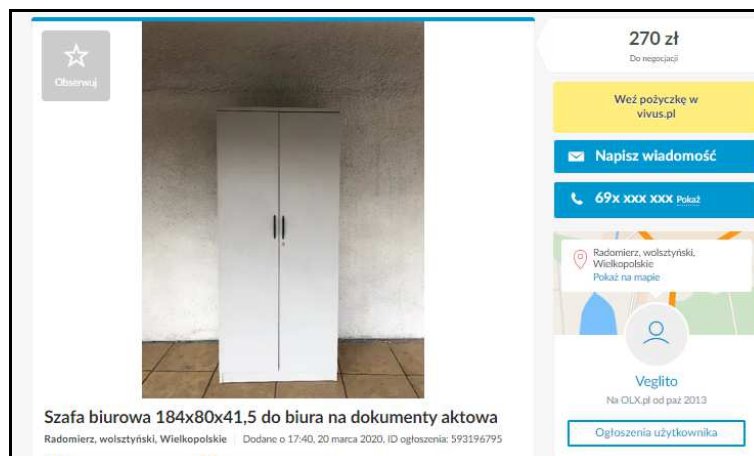 Obserwuj
270 zł
Do negocjacji
Weź pożyczkę w
vivus.pl
Napisz wiadomość
69x xxx xxx Pokaż
Radomierz, wolsztyński,
Wielkopolskie
Pokaż na mapie
Veglito
Na OLX.pl od paź 2013
Ogłoszenia użytkownika
Szafa biurowa 184x80x41,5 do biura na dokumenty aktowa
Radomierz, wolsztyński, Wielkopolskie Dodane o 17:40, 20 marca 2020, ID ogłoszenia: 593196795